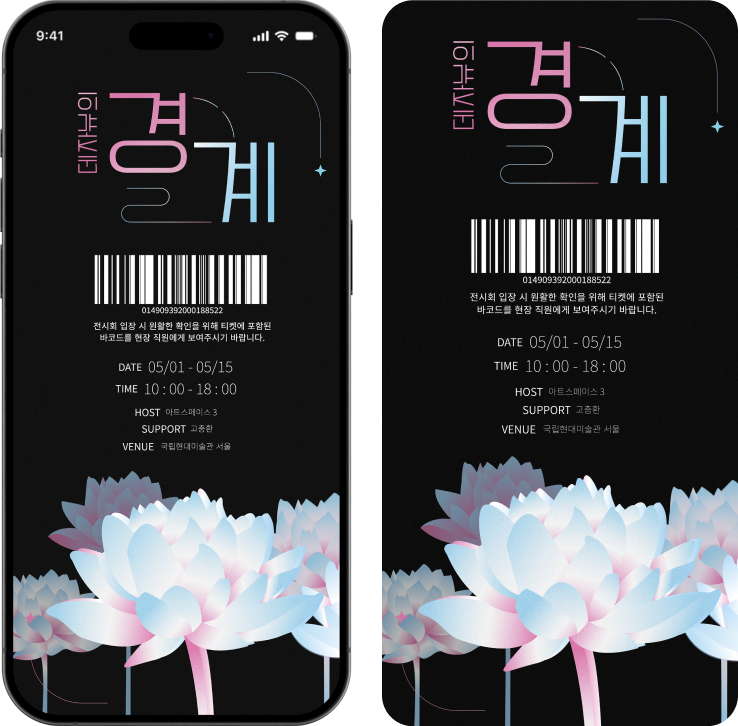 9:41
데자뷰의
경계
014909392000188522
전시회 입장 시 원활한 확인을 위해 티켓에 포함된
바코드를 현장 직원에게 보여주시기 바랍니다.
DATE 05/01 - 05/15
TIME 10 : 00 - 18 : 00
HOST 아트스페이스 3
SUPPORT 고충환
VENUE 국립현대미술관 서울
데자뷰의
경계
014909392000188522
전시회 입장 시 원활한 확인을 위해 티켓에 포함된
바코드를 현장 직원에게 보여주시기 바랍니다.
DATE 05/01 - 05/15
TIME 10 : 00 - 18 : 00
HOST 아트스페이스 3
SUPPORT 고충환
VENUE 국립현대미술관 서울